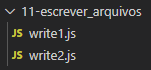 11-escrever_arquivos
JS write1.js
JS write2.js